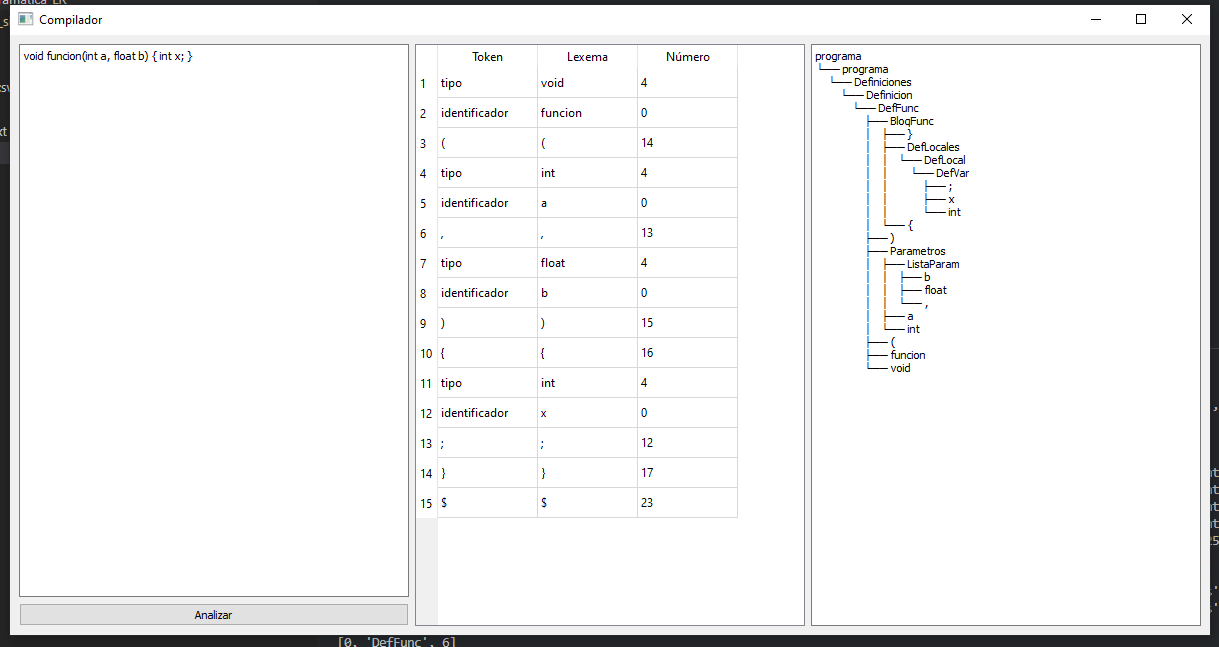 Compilador
void funcion(int a, float b) { int x; }
Analizar
Token Lexema Número
1 tipo void 4
2 identificador funcion 0
3 ( ( 14
4 tipo int 4
5 identificador a 0
6 , , 13
7 tipo float 4
8 identificador b 0
9 ) ) 15
10 { { 16
11 tipo int 4
12 identificador x 0
13 ; ; 12
14 } } 17
15 $ $ 23
programa
└── programa
    └── Definiciones
        └── Definicion
            └── DefFunc
                ├── BloqFunc
                │   ├── }
                │   ├── DefLocales
                │   │   └── DefLocal
                │   │       └── DefVar
                │   │           ├── ;
                │   │           ├── x
                │   │           └── int
                │   └── {
                ├── )
                ├── Parametros
                │   ├── ListaParam
                │   │   ├── b
                │   │   ├── float
                │   │   └── ,
                │   ├── a
                │   └── int
                ├── (
                ├── funcion
                └── void
[0, 'DefFunc', 6]